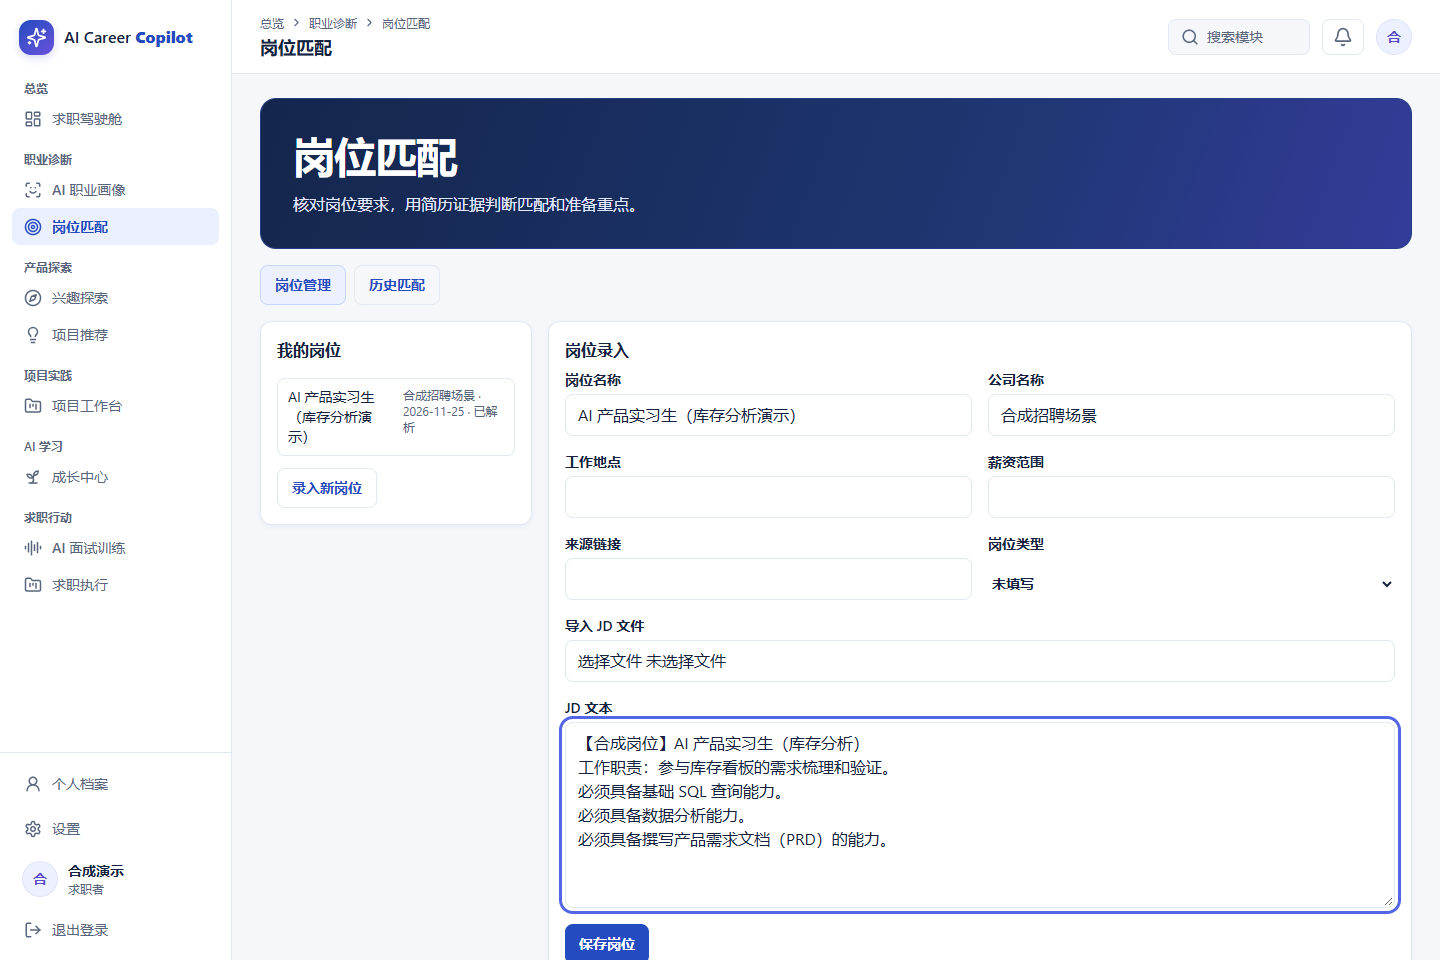 AI Career Copilot
总览
求职驾驶舱
职业诊断
AI 职业画像
岗位匹配
产品探索
兴趣探索
项目推荐
项目实践
项目工作台
AI 学习
成长中心
求职行动
AI 面试训练
求职执行
个人档案
设置
合
合成演示
求职者
退出登录
总览 > 职业诊断 > 岗位匹配
岗位匹配
搜索模块
合
岗位匹配
核对岗位要求，用简历证据判断匹配和准备重点。
岗位管理
历史匹配
我的岗位
AI 产品实习生
（库存分析演
示）
合成招聘场景 ·
2026-11-25 · 已解
析
录入新岗位
岗位录入
岗位名称
AI 产品实习生（库存分析演示）
公司名称
合成招聘场景
工作地点
薪资范围
来源链接
岗位类型
未填写
导入 JD 文件
选择文件 未选择文件
JD 文本
【合成岗位】AI 产品实习生（库存分析）
工作职责：参与库存看板的需求梳理和验证。
必须具备基础 SQL 查询能力。
必须具备数据分析能力。
必须具备撰写产品需求文档（PRD）的能力。
保存岗位